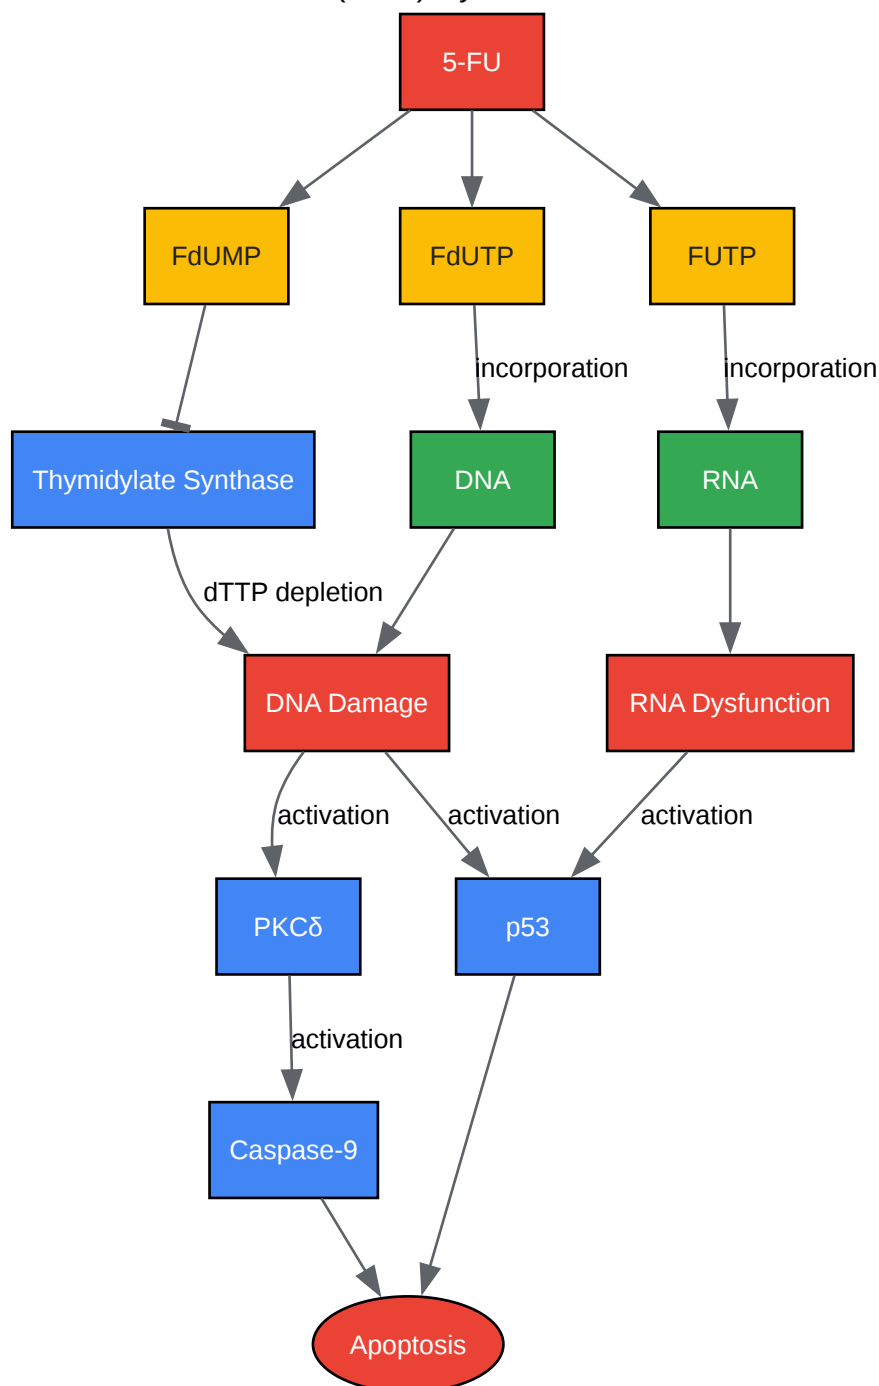 5-FU
FdUMP
FdUTP
FUTP
incorporation
incorporation
Thymidylate Synthase
DNA
RNA
dTTP depletion
DNA Damage
RNA Dysfunction
activation
activation
activation
PKCδ
p53
activation
Caspase-9
Apoptosis